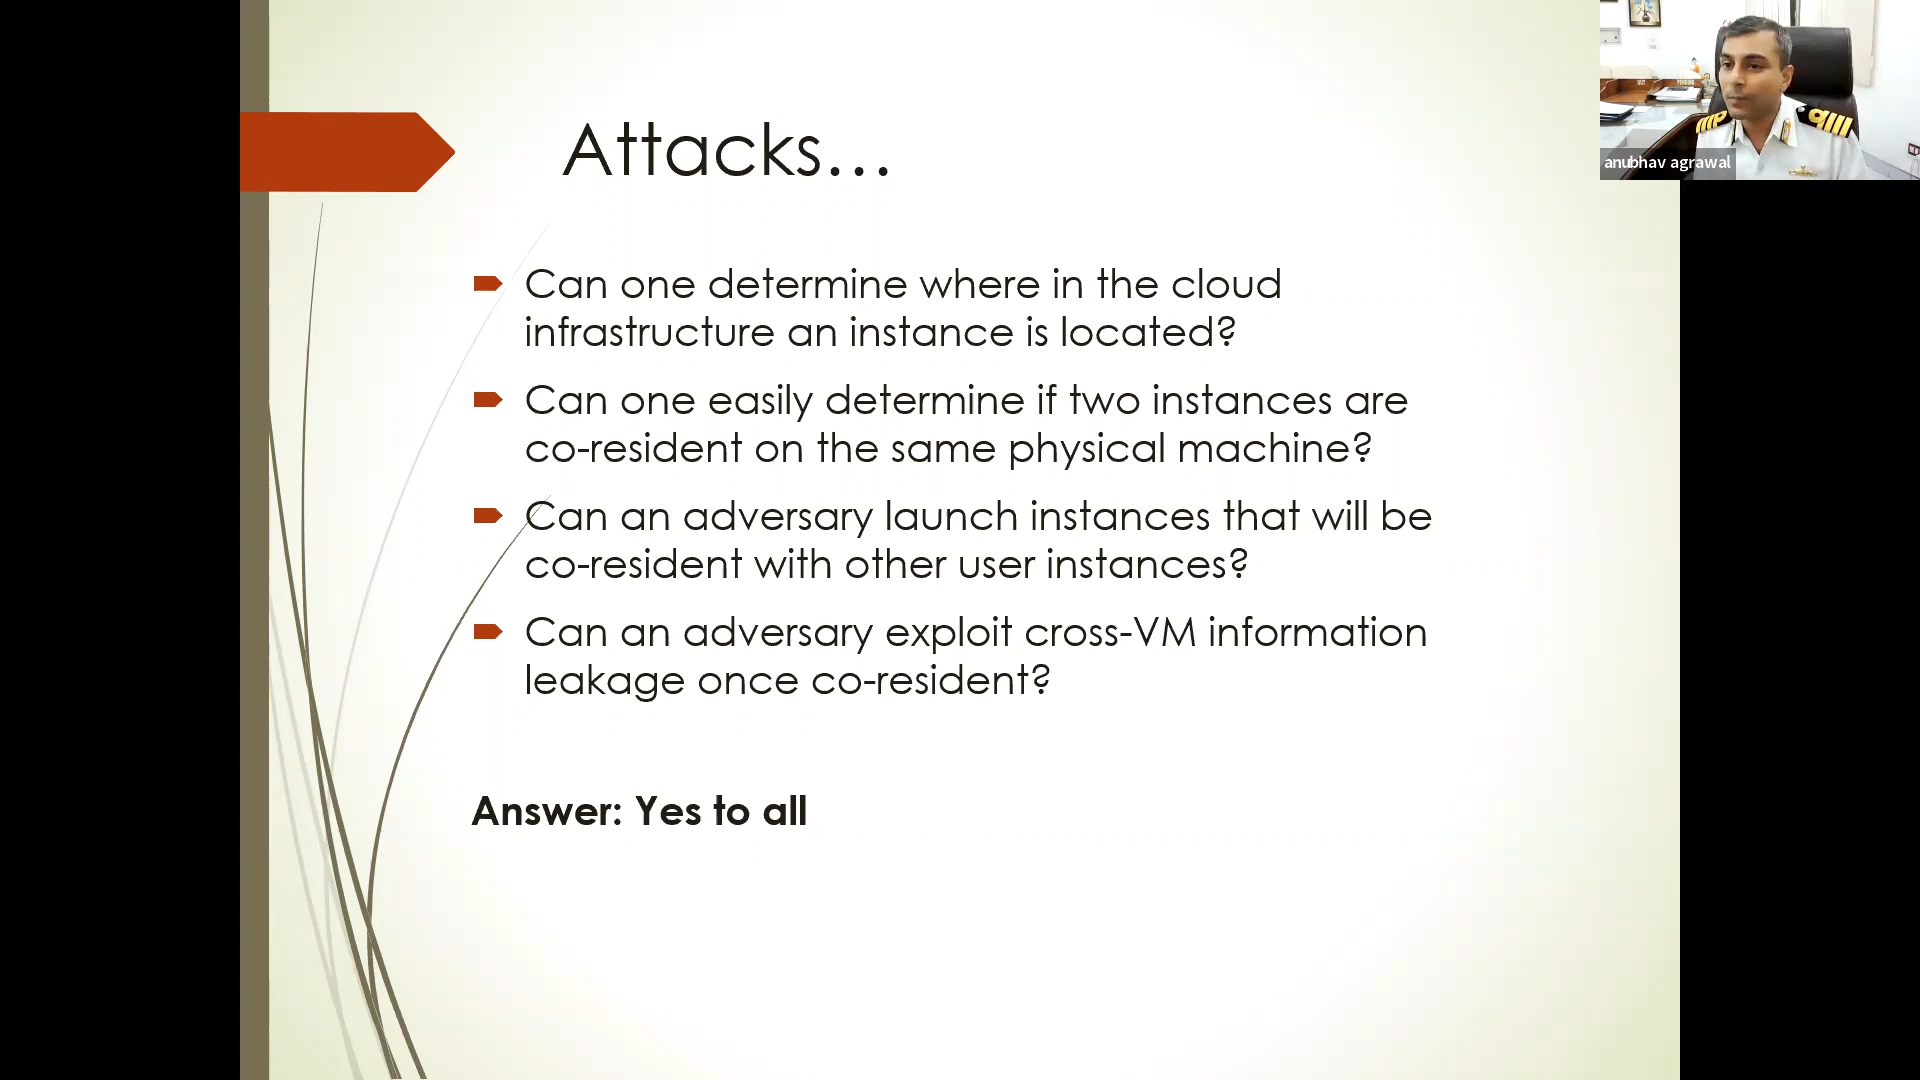 Attacks...
Can one determine where in the cloud
infrastructure an instance is located?
Can one easily determine if two instances are
co-resident on the same physical machine?
Can an adversary launch instances that will be
co-resident with other user instances?
Can an adversary exploit cross-VM information
leakage once co-resident?
Answer: Yes to all
OUT
PENDING
anubhav agrawal